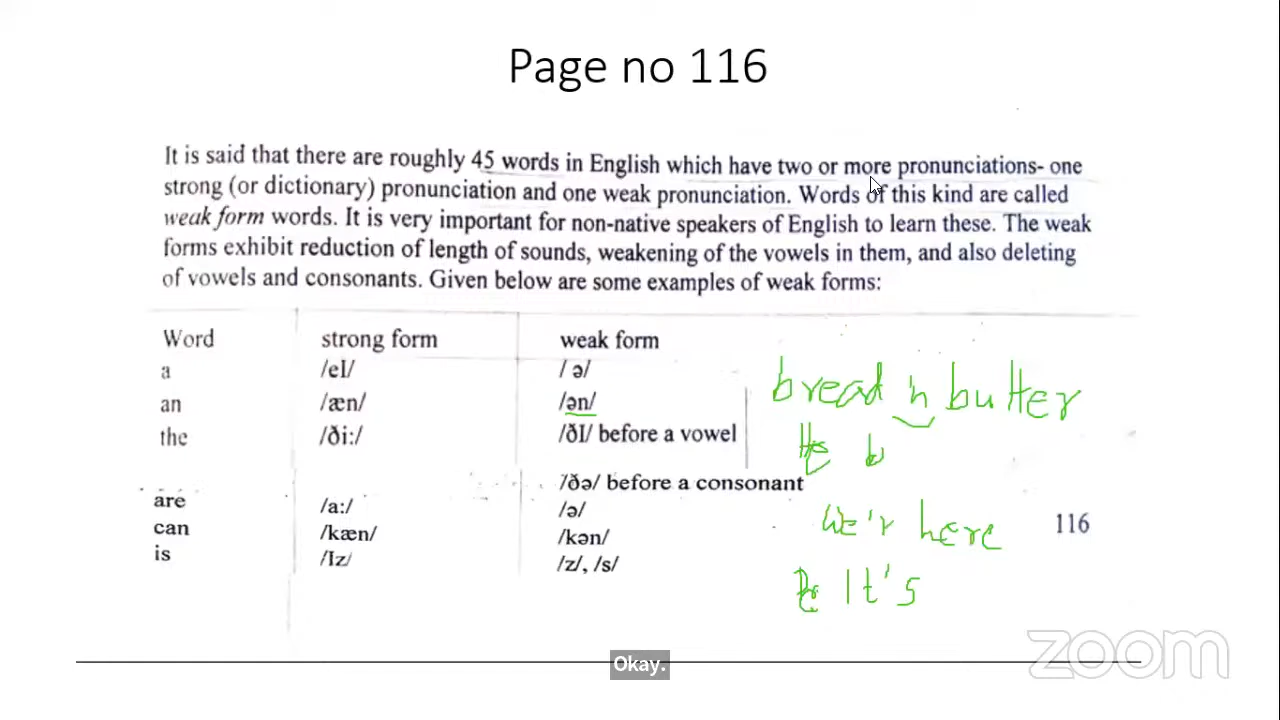 Page no 116
It is said that there are roughly 45 words in English which have two or more pronunciations- one
strong (or dictionary) pronunciation and one weak pronunciation. Words of this kind are called
weak form words. It is very important for non-native speakers of English to learn these. The weak
forms exhibit reduction of length of sounds, weakening of the vowels in them, and also deleting
of vowels and consonants. Given below are some examples of weak forms:
Word strong form weak form
a /eI/ /ə/
an /æn/ /ən/
the /ði:/ /ðI/ before a vowel
/ðə/ before a consonant
are /a:/ /ə/
can /kæn/ /kən/
is /Iz/ /z/, /s/
bread 'n butter
We'r here
It's
116
zoom
Okay.